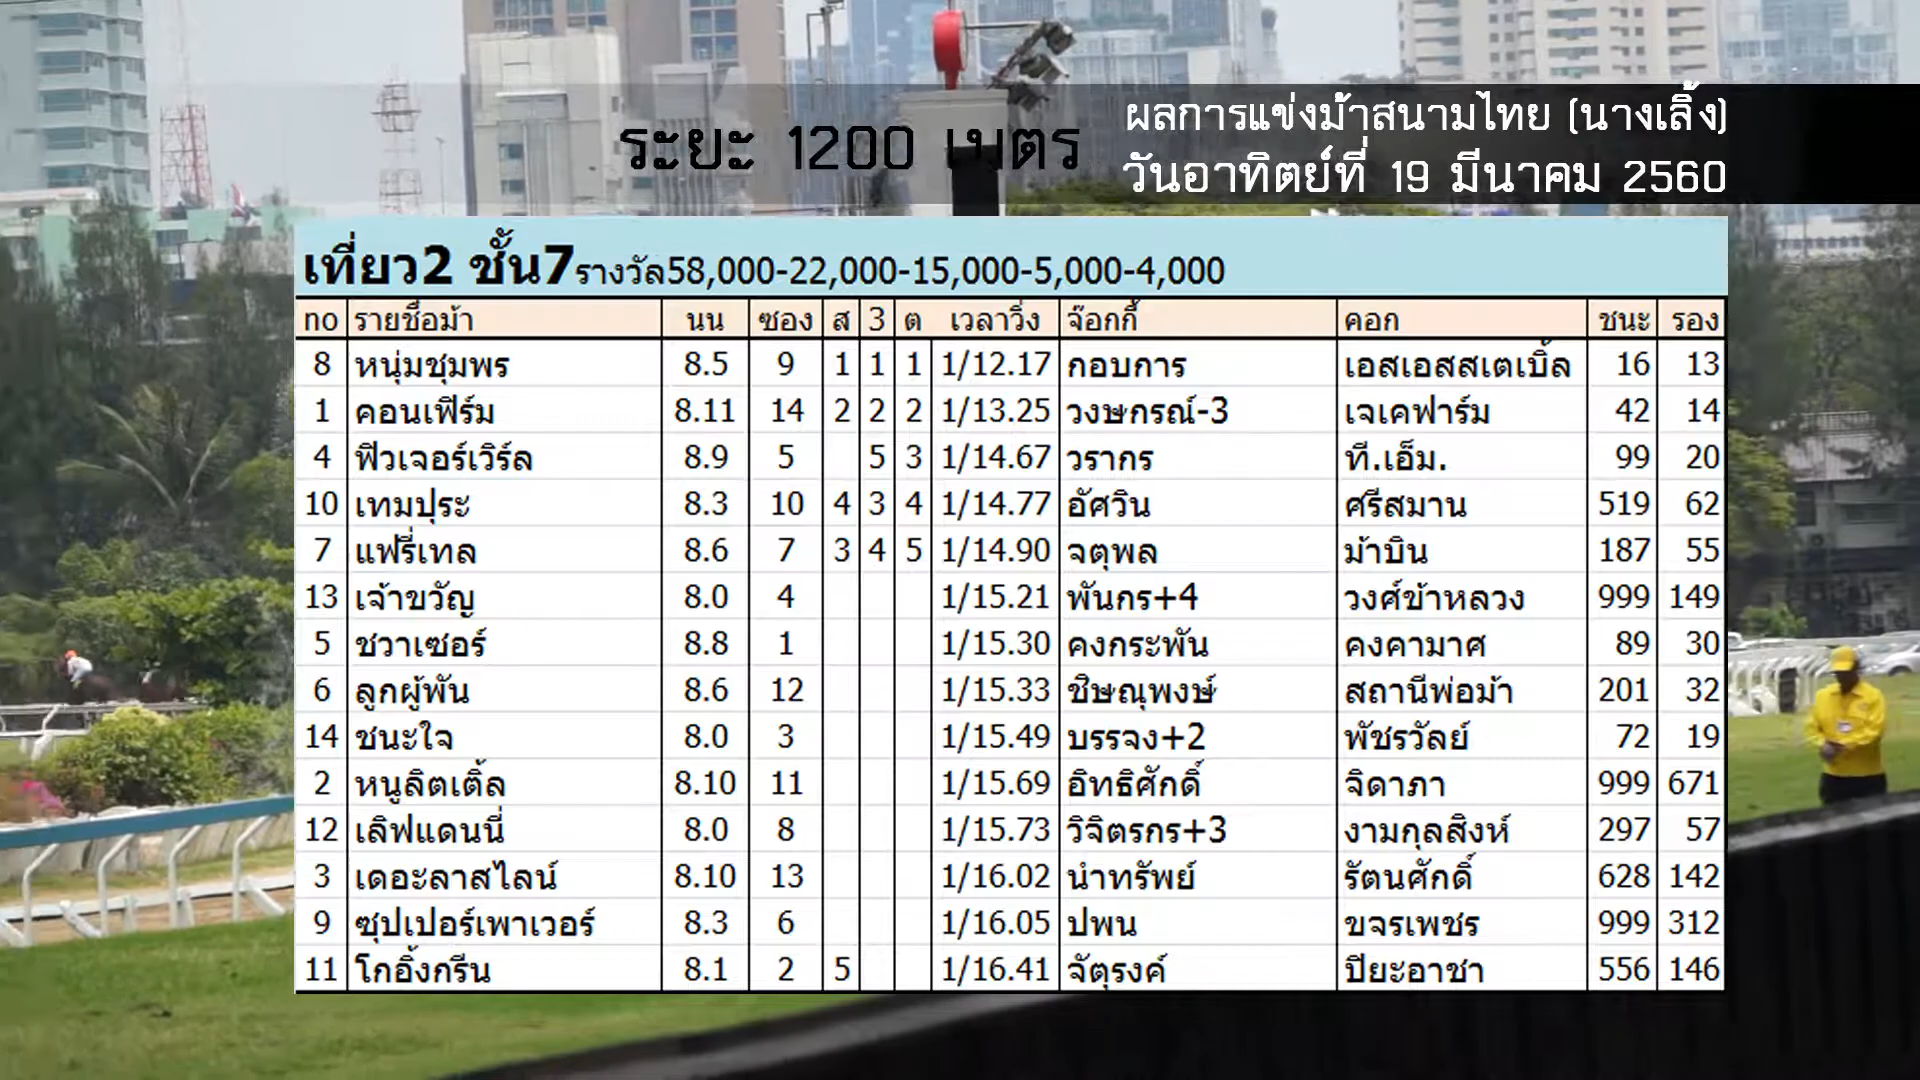 ผลการแข่งม้าสนามไทย (นางเลิ้ง)
ระยะ 1200 เมตร
วันอาทิตย์ที่ 19 มีนาคม 2560
เที่ยว2 ชั้น7รางวัล58,000-22,000-15,000-5,000-4,000
no รายชื่อม้า นน ซอง ส 3 ต เวลาวิ่ง จ๊อกกี้ คอก ชนะ รอง
8 หนุ่มชุมพร 8.5 9 1 1 1 1/12.17 กอบการ เอสเอสสเตเบิ้ล 16 13
1 คอนเฟิร์ม 8.11 14 2 2 2 1/13.25 วงษกรณ์-3 เจเคฟาร์ม 42 14
4 ฟิวเจอร์เวิร์ล 8.9 5 5 3 1/14.67 วรากร ที.เอ็ม. 99 20
10 เทมปุระ 8.3 10 4 3 4 1/14.77 อัศวิน ศรีสมาน 519 62
7 แฟรี่เทล 8.6 7 3 4 5 1/14.90 จตุพล ม้าบิน 187 55
13 เจ้าขวัญ 8.0 4 1/15.21 พันกร+4 วงศ์ข้าหลวง 999 149
5 ชวาเซอร์ 8.8 1 1/15.30 คงกระพัน คงคามาศ 89 30
6 ลูกผู้พัน 8.6 12 1/15.33 ชิษณุพงษ์ สถานีพ่อม้า 201 32
14 ชนะใจ 8.0 3 1/15.49 บรรจง+2 พัชรวัลย์ 72 19
2 หนูลิตเติ้ล 8.10 11 1/15.69 อิทธิศักดิ์ จิดาภา 999 671
12 เลิฟแดนนี่ 8.0 8 1/15.73 วิจิตรกร+3 งามกุลสิงห์ 297 57
3 เดอะลาสไลน์ 8.10 13 1/16.02 นำทรัพย์ รัตนศักดิ์ 628 142
9 ซุปเปอร์เพาเวอร์ 8.3 6 1/16.05 ปพน ขจรเพชร 999 312
11 โกอิ้งกรีน 8.1 2 5 1/16.41 จัตุรงค์ ปิยะอาชา 556 146